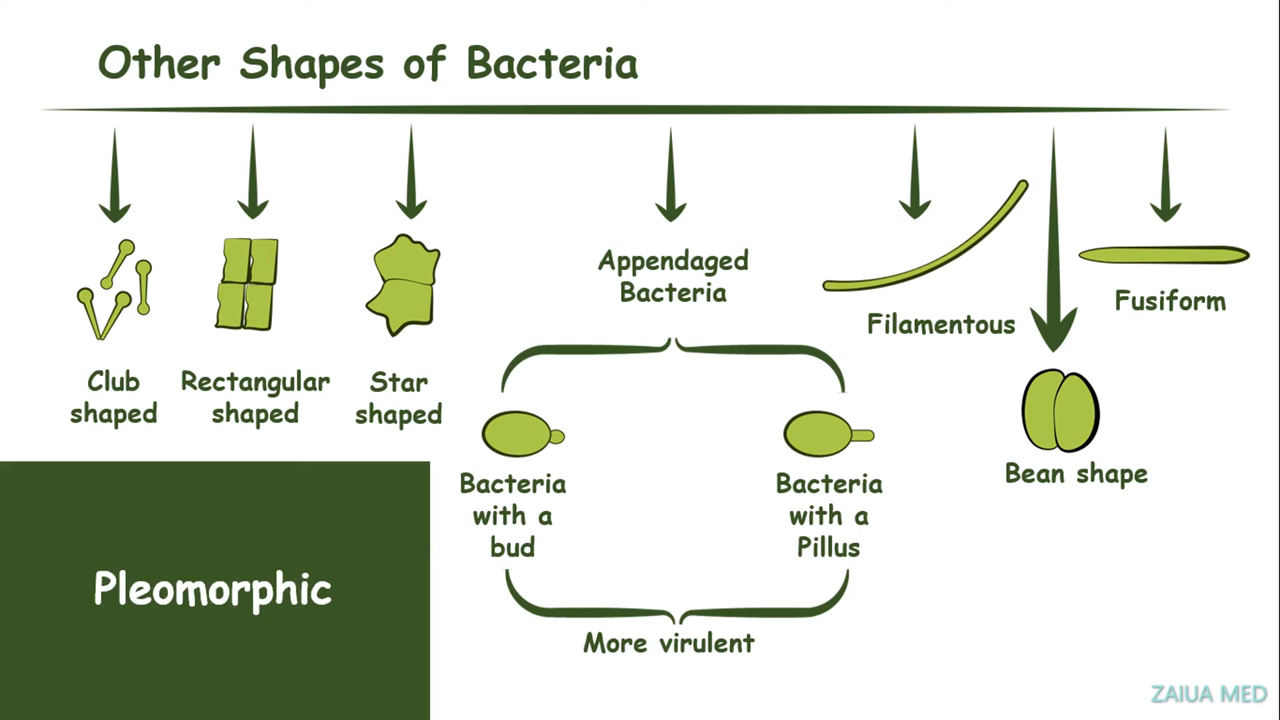 Other Shapes of Bacteria
Club
shaped
Rectangular
shaped
Star
shaped
Appendaged
Bacteria
Bacteria
with a
bud
Bacteria
with a
Pillus
More virulent
Filamentous
Bean shape
Fusiform
Pleomorphic
ZAIUA MED